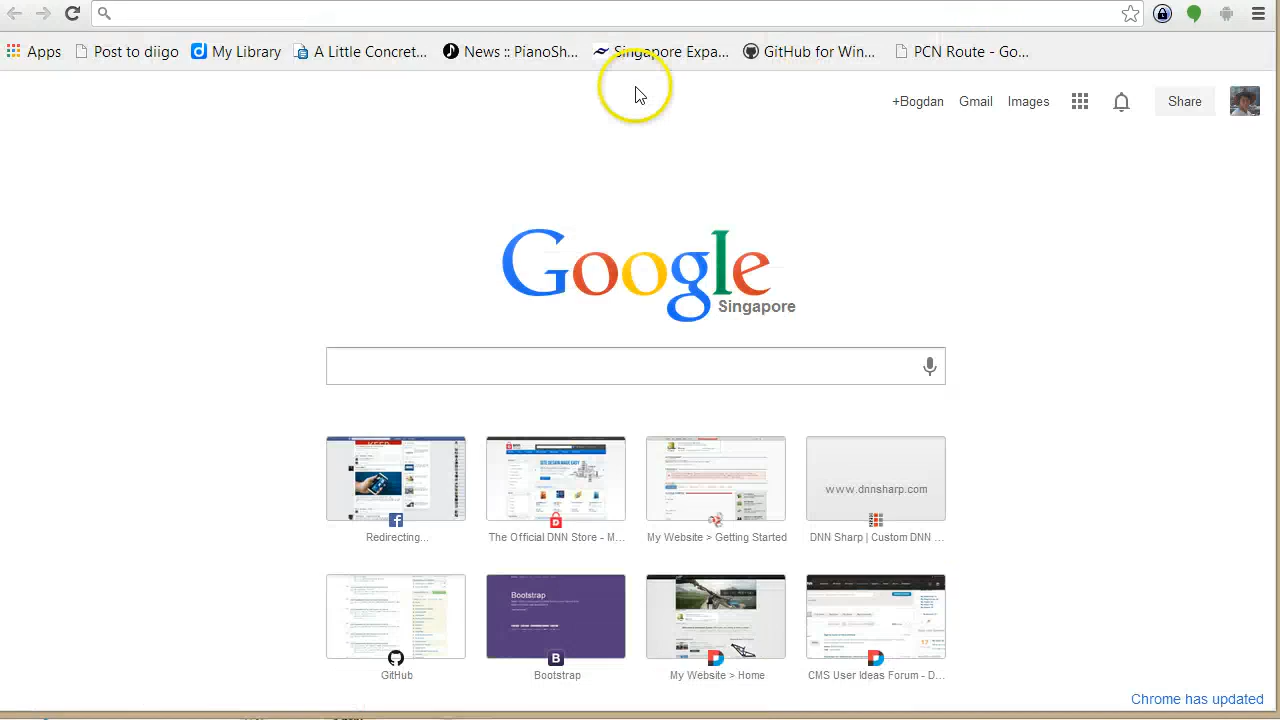 Apps Post to diigo My Library A Little Concret... News :: PianoSh... Singapore Expa... GitHub for Win... PCN Route - Go...
+Bogdan Gmail Images Share
Google
Singapore
www.dnnsharp.com
Redirecting... The Official DNN Store - M... My Website > Getting Started DNN Sharp | Custom DNN ...
Bootstrap
GitHub Bootstrap My Website > Home CMS User Ideas Forum - D...
Chrome has updated